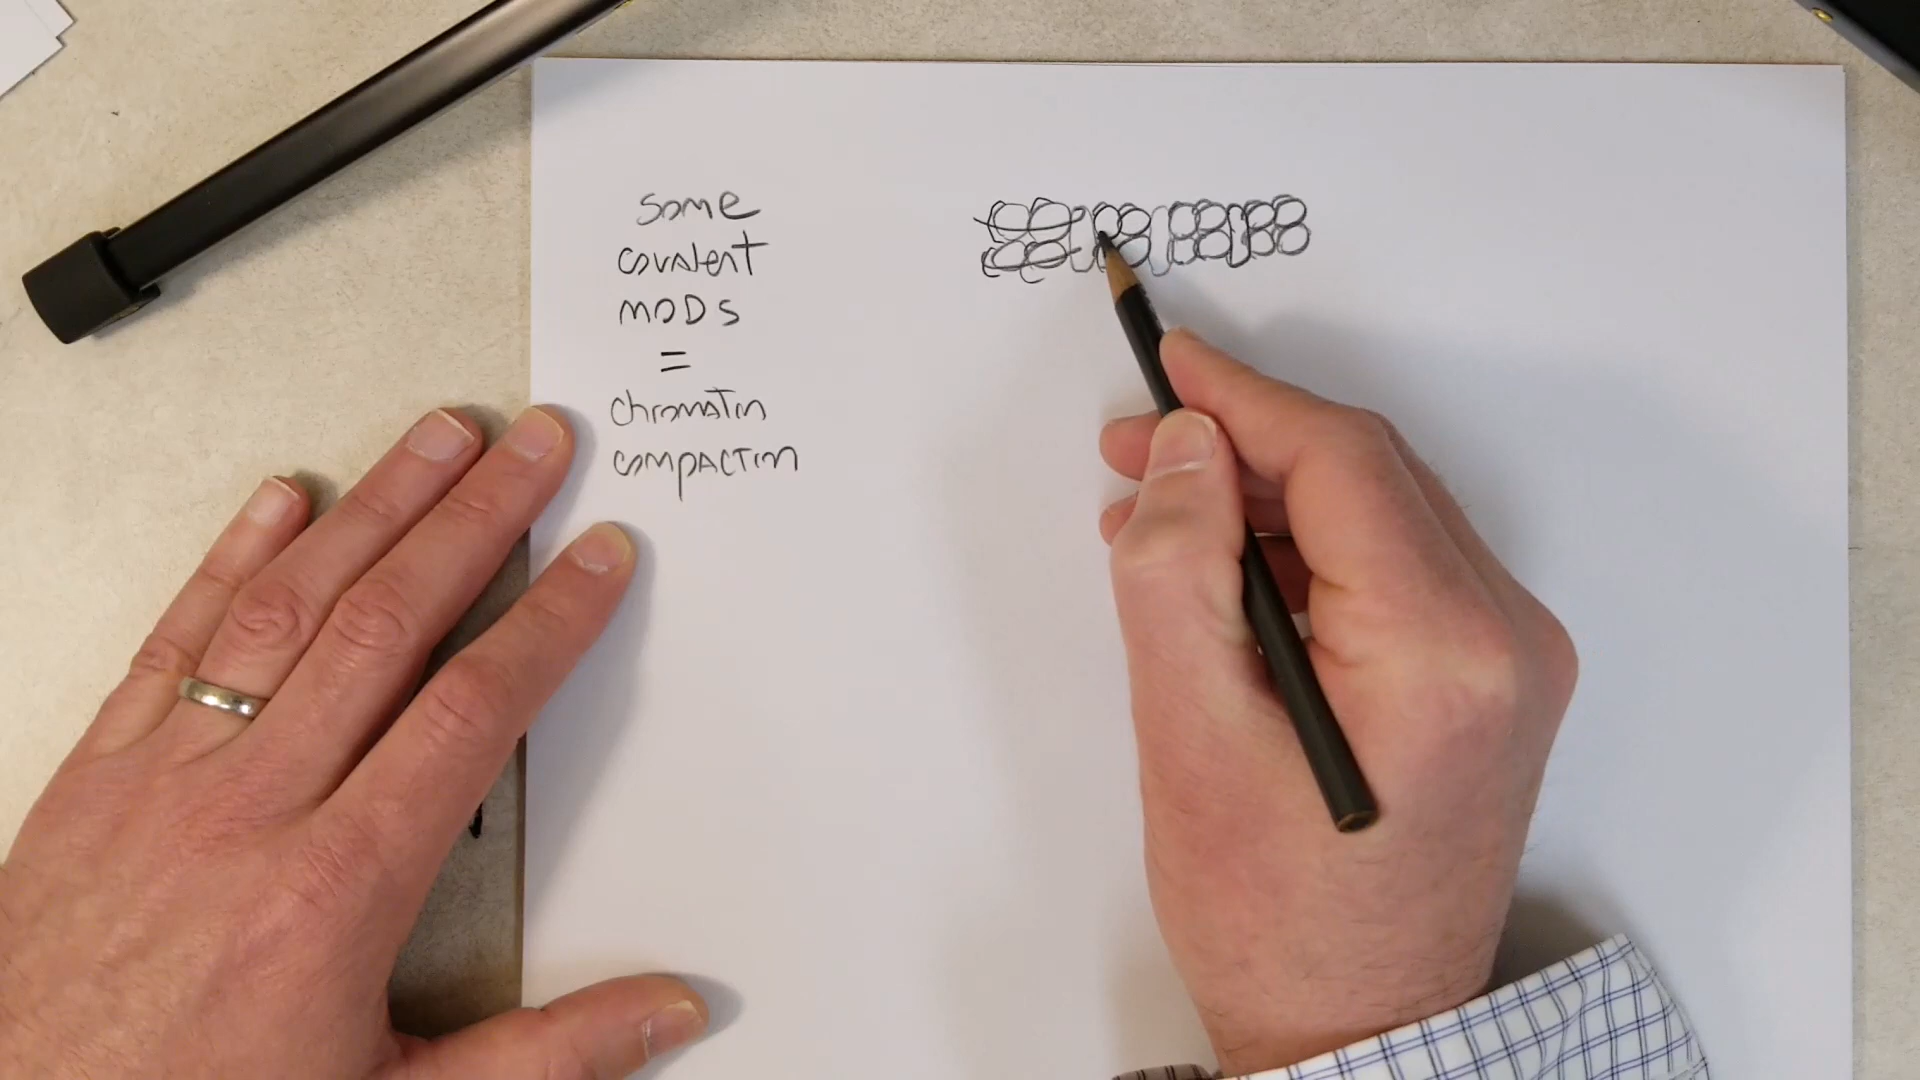 some
covalent
MODS
=
chromatin
compaction